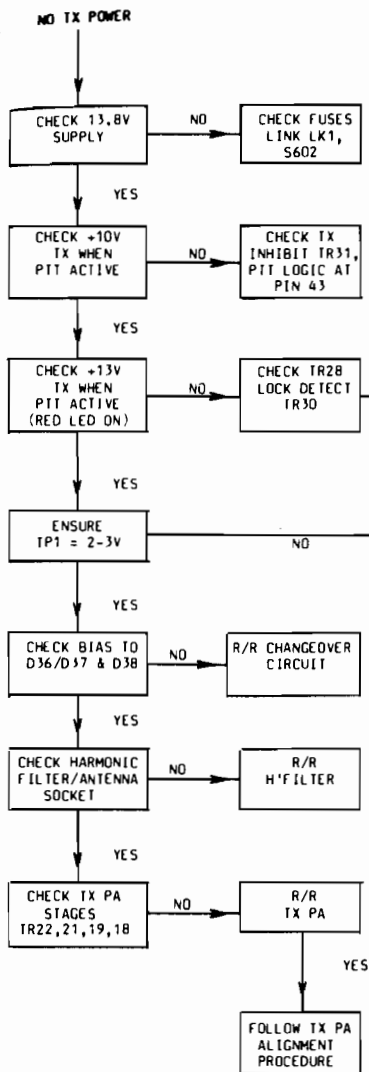 NO TX POWER
CHECK 13,8V
SUPPLY
NO
CHECK FUSES
LINK LK1,
S602
YES
CHECK +10V
TX WHEN
PTT ACTIVE
NO
CHECK TX
INHIBIT TR31,
PTT LOGIC AT
PIN 43
YES
CHECK +13V
TX WHEN
PTT ACTIVE
(RED LED ON)
NO
CHECK TR28
LOCK DETECT
TR30
YES
ENSURE
TP1 = 2-3V
NO
YES
CHECK BIAS TO
D36/D37 & D38
NO
R/R CHANGEOVER
CIRCUIT
YES
CHECK HARMONIC
FILTER/ANTENNA
SOCKET
NO
R/R
H'FILTER
YES
CHECK TX PA
STAGES
TR22,21,19,18
NO
R/R
TX PA
YES
FOLLOW TX PA
ALIGNMENT
PROCEDURE